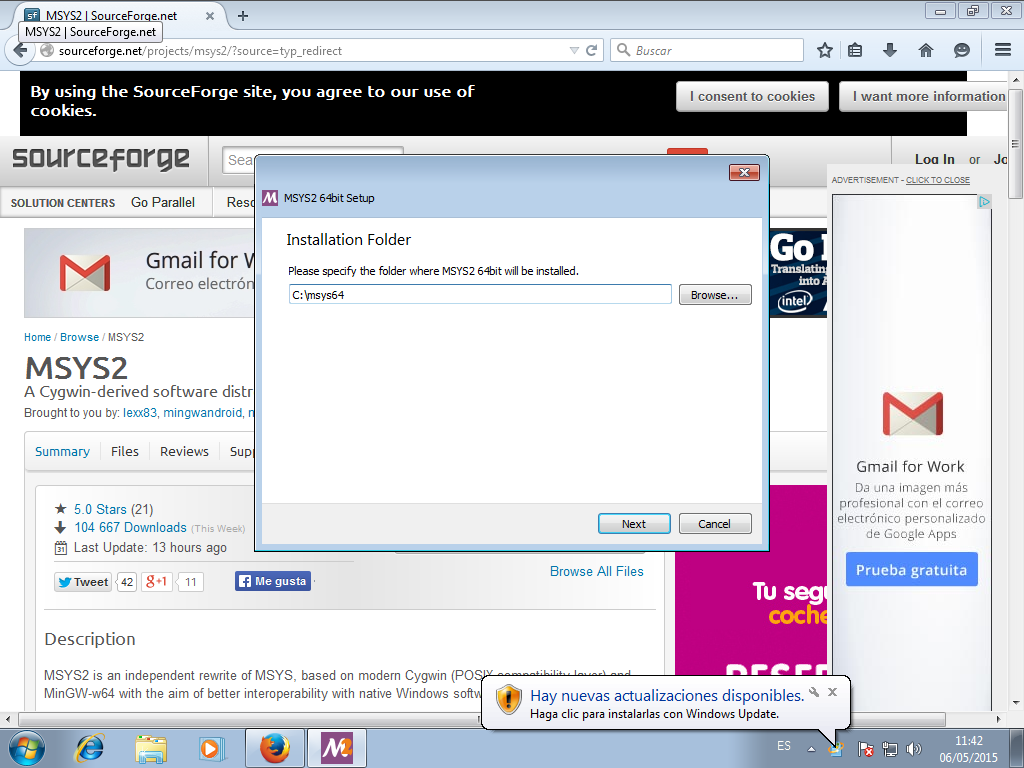 MSYS2 | SourceForge.net
MSYS2 | SourceForge.net
sourceforge.net/projects/msys2/?source=typ_redirect
Buscar
By using the SourceForge site, you agree to our use of
cookies.
I consent to cookies
I want more information
sourceforge
Sea
Log In or Jo
SOLUTION CENTERS Go Parallel Reso
ADVERTISEMENT - CLICK TO CLOSE
MSYS2 64bit Setup
Installation Folder
Please specify the folder where MSYS2 64bit will be installed.
C:\msys64
Browse...
Next
Cancel
Gmail for W
Correo electrón
Go
Translating
into
intel
Home / Browse / MSYS2
MSYS2
A Cygwin-derived software distr
Brought to you by: lexx83, mingwandroid,
Summary Files Reviews Supp
5.0 Stars (21)
104 667 Downloads (This Week)
Last Update: 13 hours ago
Tweet 42 g+1 11 Me gusta
Browse All Files
Description
MSYS2 is an independent rewrite of MSYS, based on modern Cygwin (POSIX compatibility layer) and
MinGW-w64 with the aim of better interoperability with native Windows softw
Tu segu
coche
RESER
Gmail for Work
Da una imagen más
profesional con el correo
electrónico personalizado
de Google Apps
Prueba gratuita
Hay nuevas actualizaciones disponibles.
Haga clic para instalarlas con Windows Update.
ES
11:42
06/05/2015